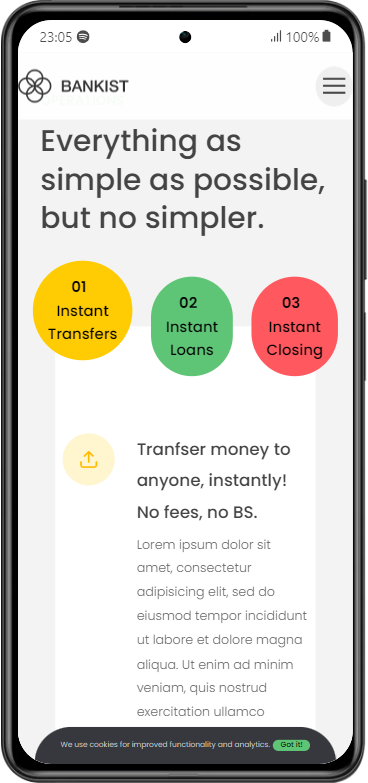 23:05 100%
BANKIST
Everything as
simple as possible,
but no simpler.
01
Instant
Transfers
02
Instant
Loans
03
Instant
Closing
Tranfser money to
anyone, instantly!
No fees, no BS.
Lorem ipsum dolor sit
amet, consectetur
adipisicing elit, sed do
eiusmod tempor incididunt
ut labore et dolore magna
aliqua. Ut enim ad minim
veniam, quis nostrud
exercitation ullamco
We use cookies for improved functionality and analytics. Got it!